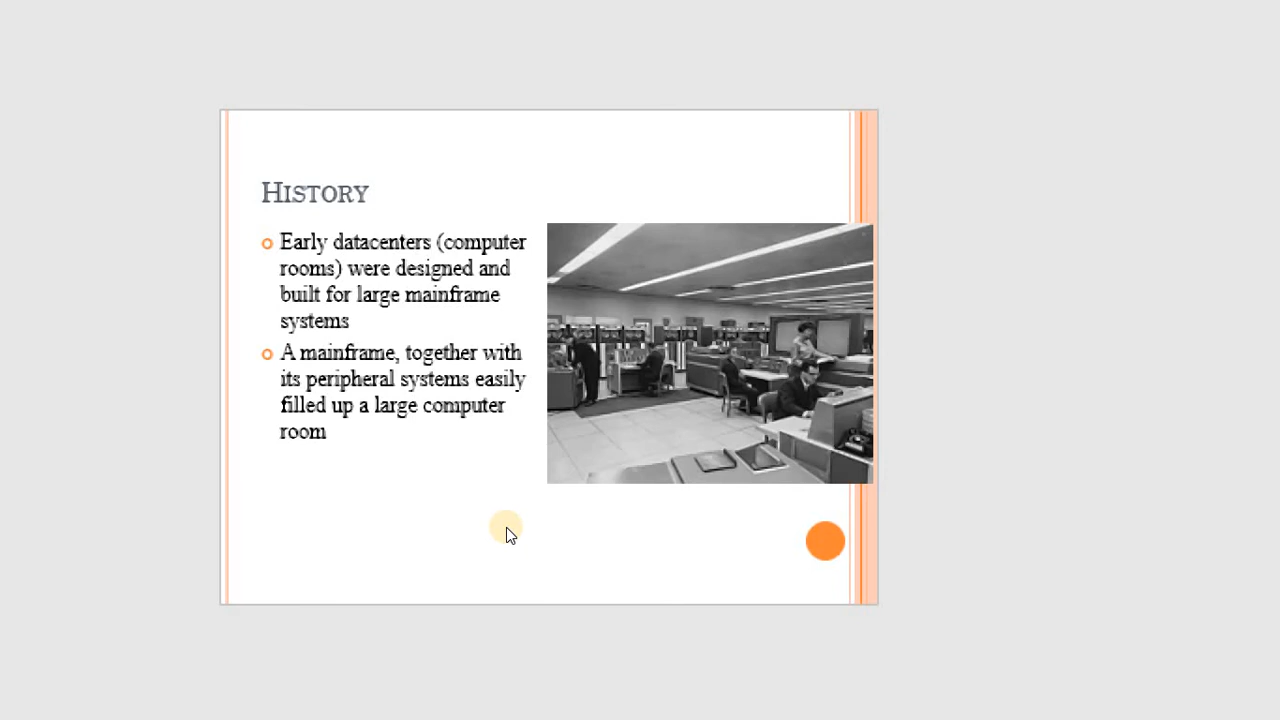 HISTORY
Early datacenters (computer
rooms) were designed and
built for large mainframe
systems
A mainframe, together with
its peripheral systems easily
filled up a large computer
room